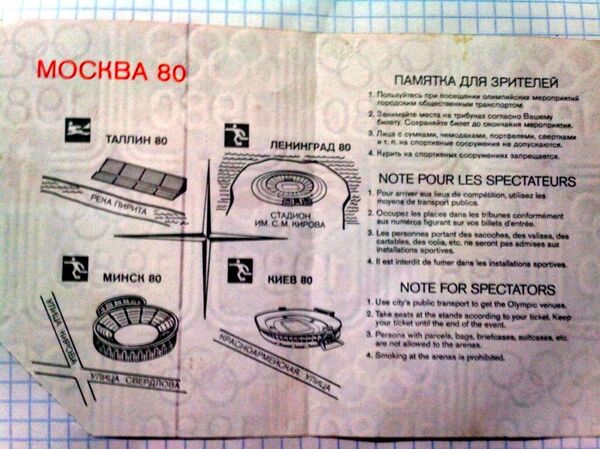 МОСКВА 80
ТАЛЛИН 80
РЕКА ПИРИТА
ЛЕНИНГРАД 80
СТАДИОН
ИМ. С.М. КИРОВА
МИНСК 80
УЛИЦА КИРОВА
УЛИЦА СВЕРДЛОВА
КИЕВ 80
КРАСНОАРМЕЙСКАЯ УЛИЦА
ПАМЯТКА ДЛЯ ЗРИТЕЛЕЙ
1. Пользуйтесь при посещении олимпийских мероприятий
городским общественным транспортом.
2. Занимайте места на трибунах согласно Вашему
билету. Сохраняйте билет до окончания мероприятия.
3. Лица с сумками, чемоданами, портфелями, свертками
и т. п. на спортивные сооружения не допускаются.
4. Курить на спортивных сооружениях запрещается.
NOTE POUR LES SPECTATEURS
1. Pour arriver aux lieux de compétition, utilisez les
moyens de transport publics.
2. Occupez les places dans les tribunes conformément
aux numéros figurant sur vos billets d'entrée.
3. Les personnes portant des sacoches, des valises, des
cartables, des colis, etc. ne seront pas admises aux
installations sportives.
4. Il est interdit de fumer dans les installations sportives.
NOTE FOR SPECTATORS
1. Use city's public transport to get the Olympic venues.
2. Take seats at the stands according to your ticket. Keep
your ticket until the end of the event.
3. Persons with parcels, bags, briefcases, suitcases, etc.
are not allowed to the arenas.
4. Smoking at the arenas is prohibited.